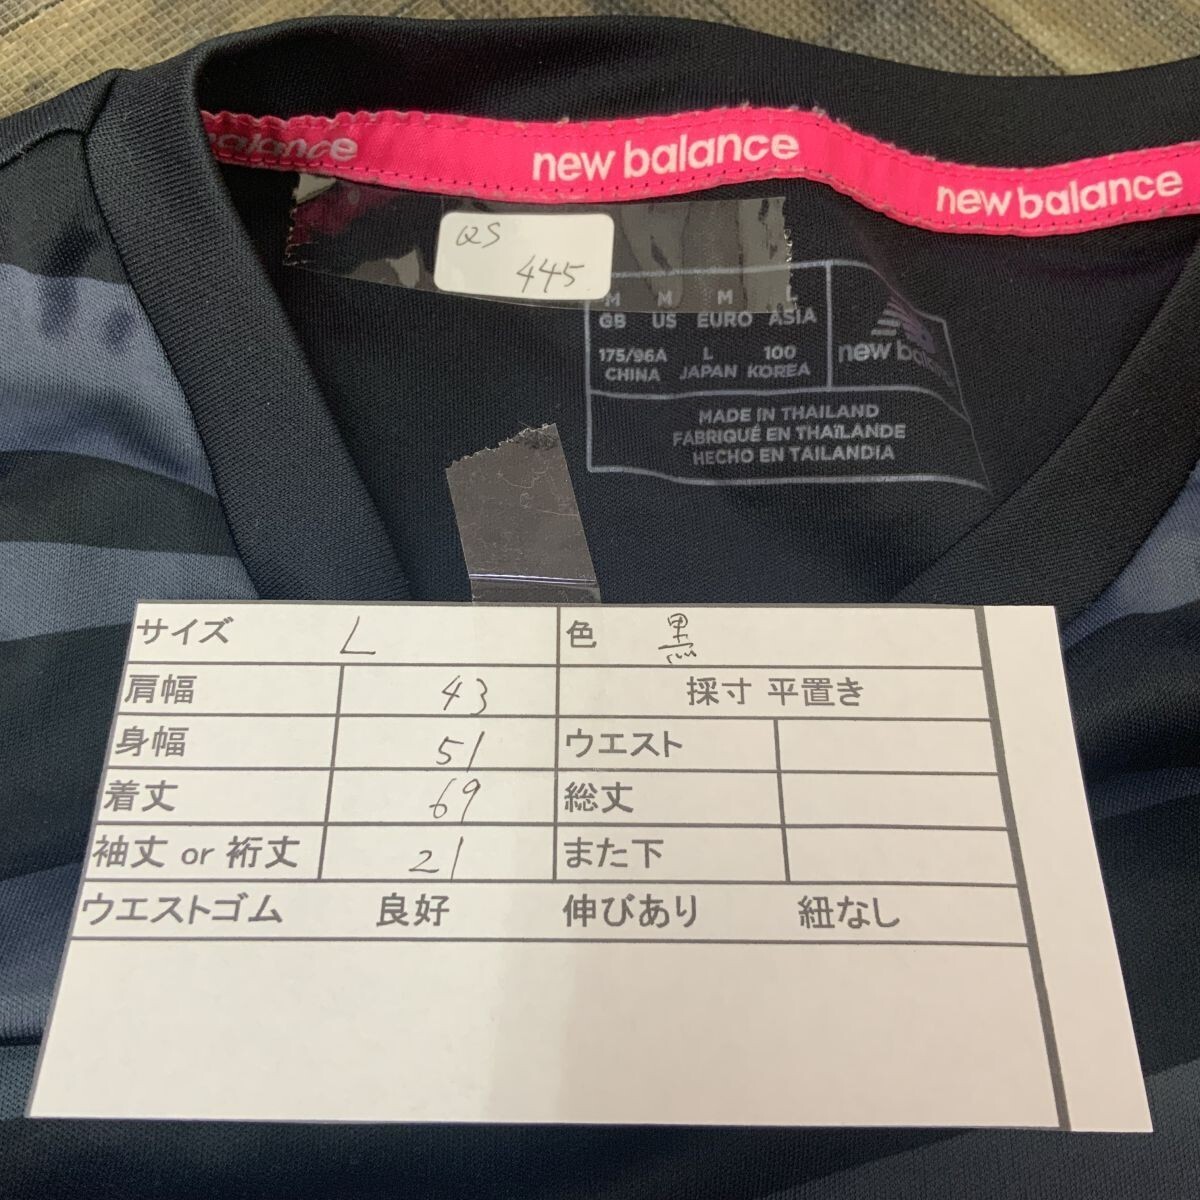 new balance
new balance
new balance
QS
445
M M M L
GB US EURO ASIA
175/96A L 100
CHINA JAPAN KOREA
new balance
MADE IN THAILAND
FABRIQUÉ EN THAÏLANDE
HECHO EN TAILANDIA
サイズ L 色 黒
肩幅 43 採寸 平置き
身幅 51 ウエスト
着丈 69 総丈
袖丈 or 裄丈 21 また下
ウエストゴム 良好 伸びあり 紐なし